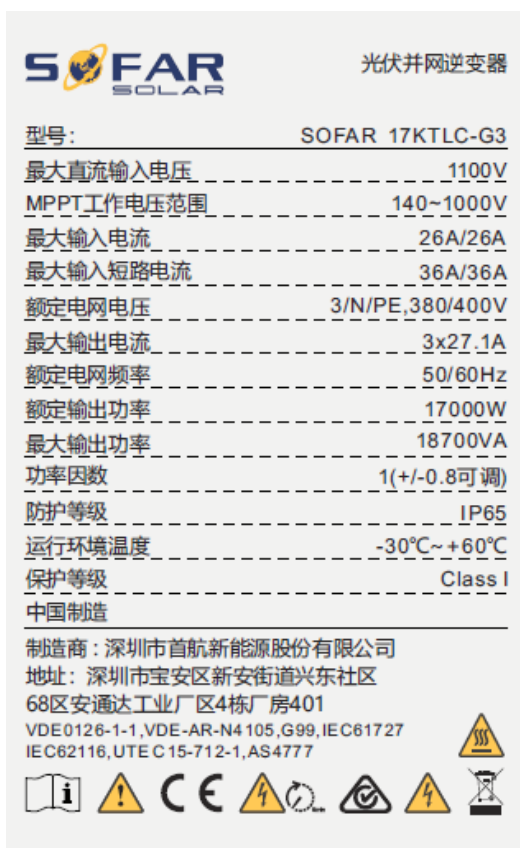 SOFAR
SOLAR
光伏并网逆变器
型号: SOFAR 17KTLC-G3
最大直流输入电压 1100V
MPPT工作电压范围 140~1000V
最大输入电流 26A/26A
最大输入短路电流 36A/36A
额定电网电压 3/N/PE,380/400V
最大输出电流 3x27.1A
额定电网频率 50/60Hz
额定输出功率 17000W
最大输出功率 18700VA
功率因数 1(+/-0.8可调)
防护等级 IP65
运行环境温度 -30℃~+60℃
保护等级 Class I
中国制造
制造商:深圳市首航新能源股份有限公司
地址: 深圳市宝安区新安街道兴东社区
68区安通达工业厂区4栋厂房401
VDE0126-1-1,VDE-AR-N4105,G99,IEC61727
IEC62116,UTE C15-712-1,AS4777
i CE